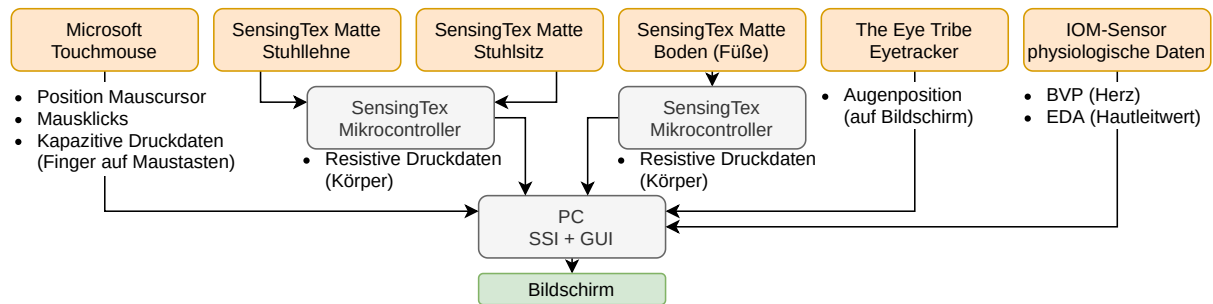 Microsoft
Touchmouse
SensingTex Matte
Stuhllehne
SensingTex Matte
Stuhlsitz
SensingTex Matte
Boden (Füße)
The Eye Tribe
Eyetracker
IOM-Sensor
physiologische Daten
• Position Mauscursor
• Mausklicks
• Kapazitive Druckdaten
(Finger auf Maustasten)
SensingTex
Mikrocontroller
• Resistive Druckdaten
(Körper)
SensingTex
Mikrocontroller
• Resistive Druckdaten
(Körper)
• Augenposition
(auf Bildschirm)
• BVP (Herz)
• EDA (Hautleitwert)
PC
SSI + GUI
Bildschirm